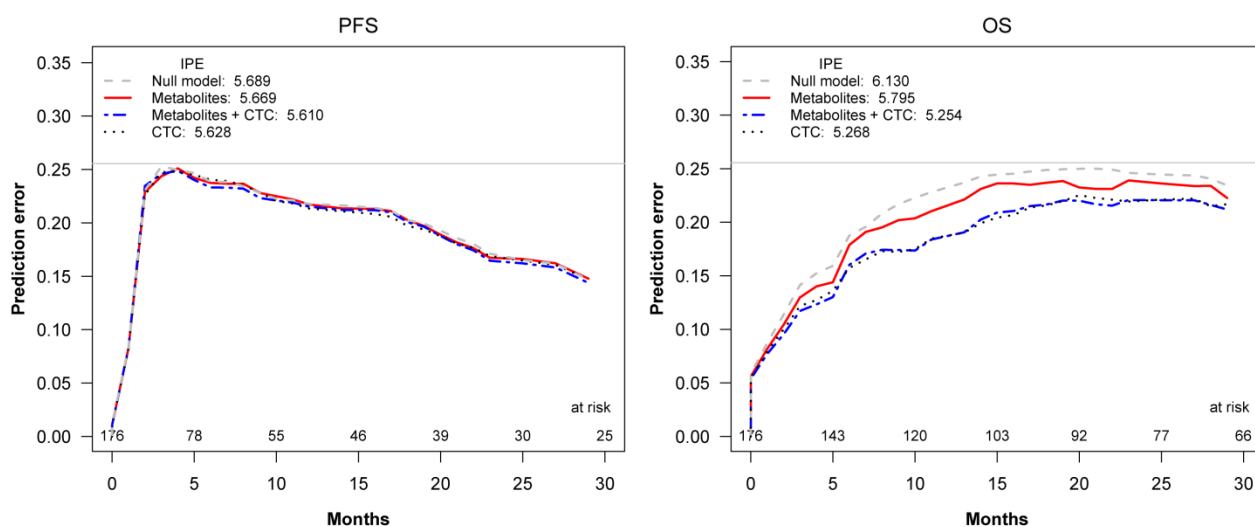 PFS
IPE
Null model: 5.689
Metabolites: 5.669
Metabolites + CTC: 5.610
CTC: 5.628
Prediction error
0.35
0.30
0.25
0.20
0.15
0.10
0.05
0.00
at risk
176 78 55 46 39 30 25
0 5 10 15 20 25 30
Months
OS
IPE
Null model: 6.130
Metabolites: 5.795
Metabolites + CTC: 5.254
CTC: 5.268
Prediction error
0.35
0.30
0.25
0.20
0.15
0.10
0.05
0.00
at risk
176 143 120 103 92 77 66
0 5 10 15 20 25 30
Months